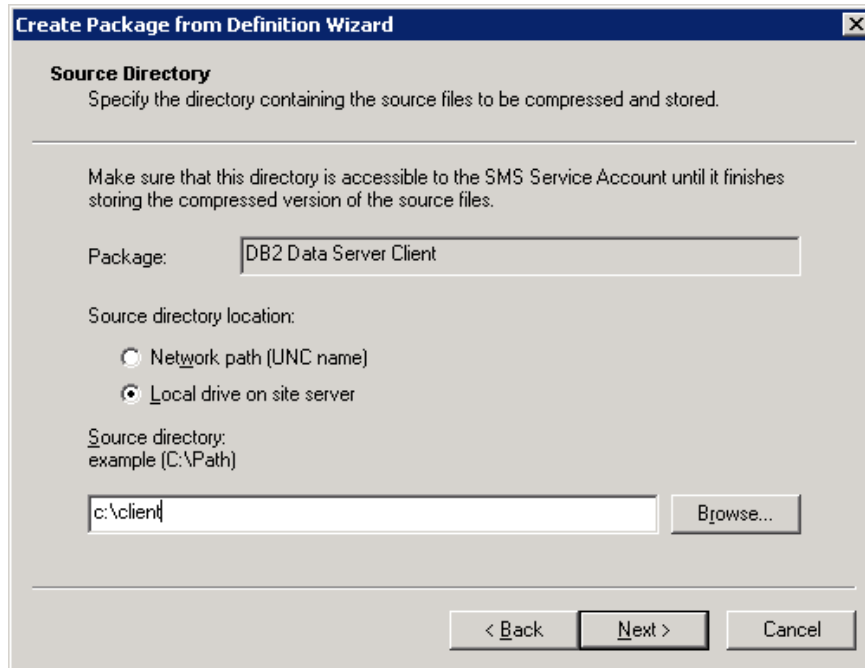 Create Package from Definition Wizard
Source Directory
Specify the directory containing the source files to be compressed and stored.
Make sure that this directory is accessible to the SMS Service Account until it finishes
storing the compressed version of the source files.
Package: DB2 Data Server Client
Source directory location:
Network path (UNC name)
Local drive on site server
Source directory:
example (C:\Path)
c:\client Browse...
< Back Next > Cancel